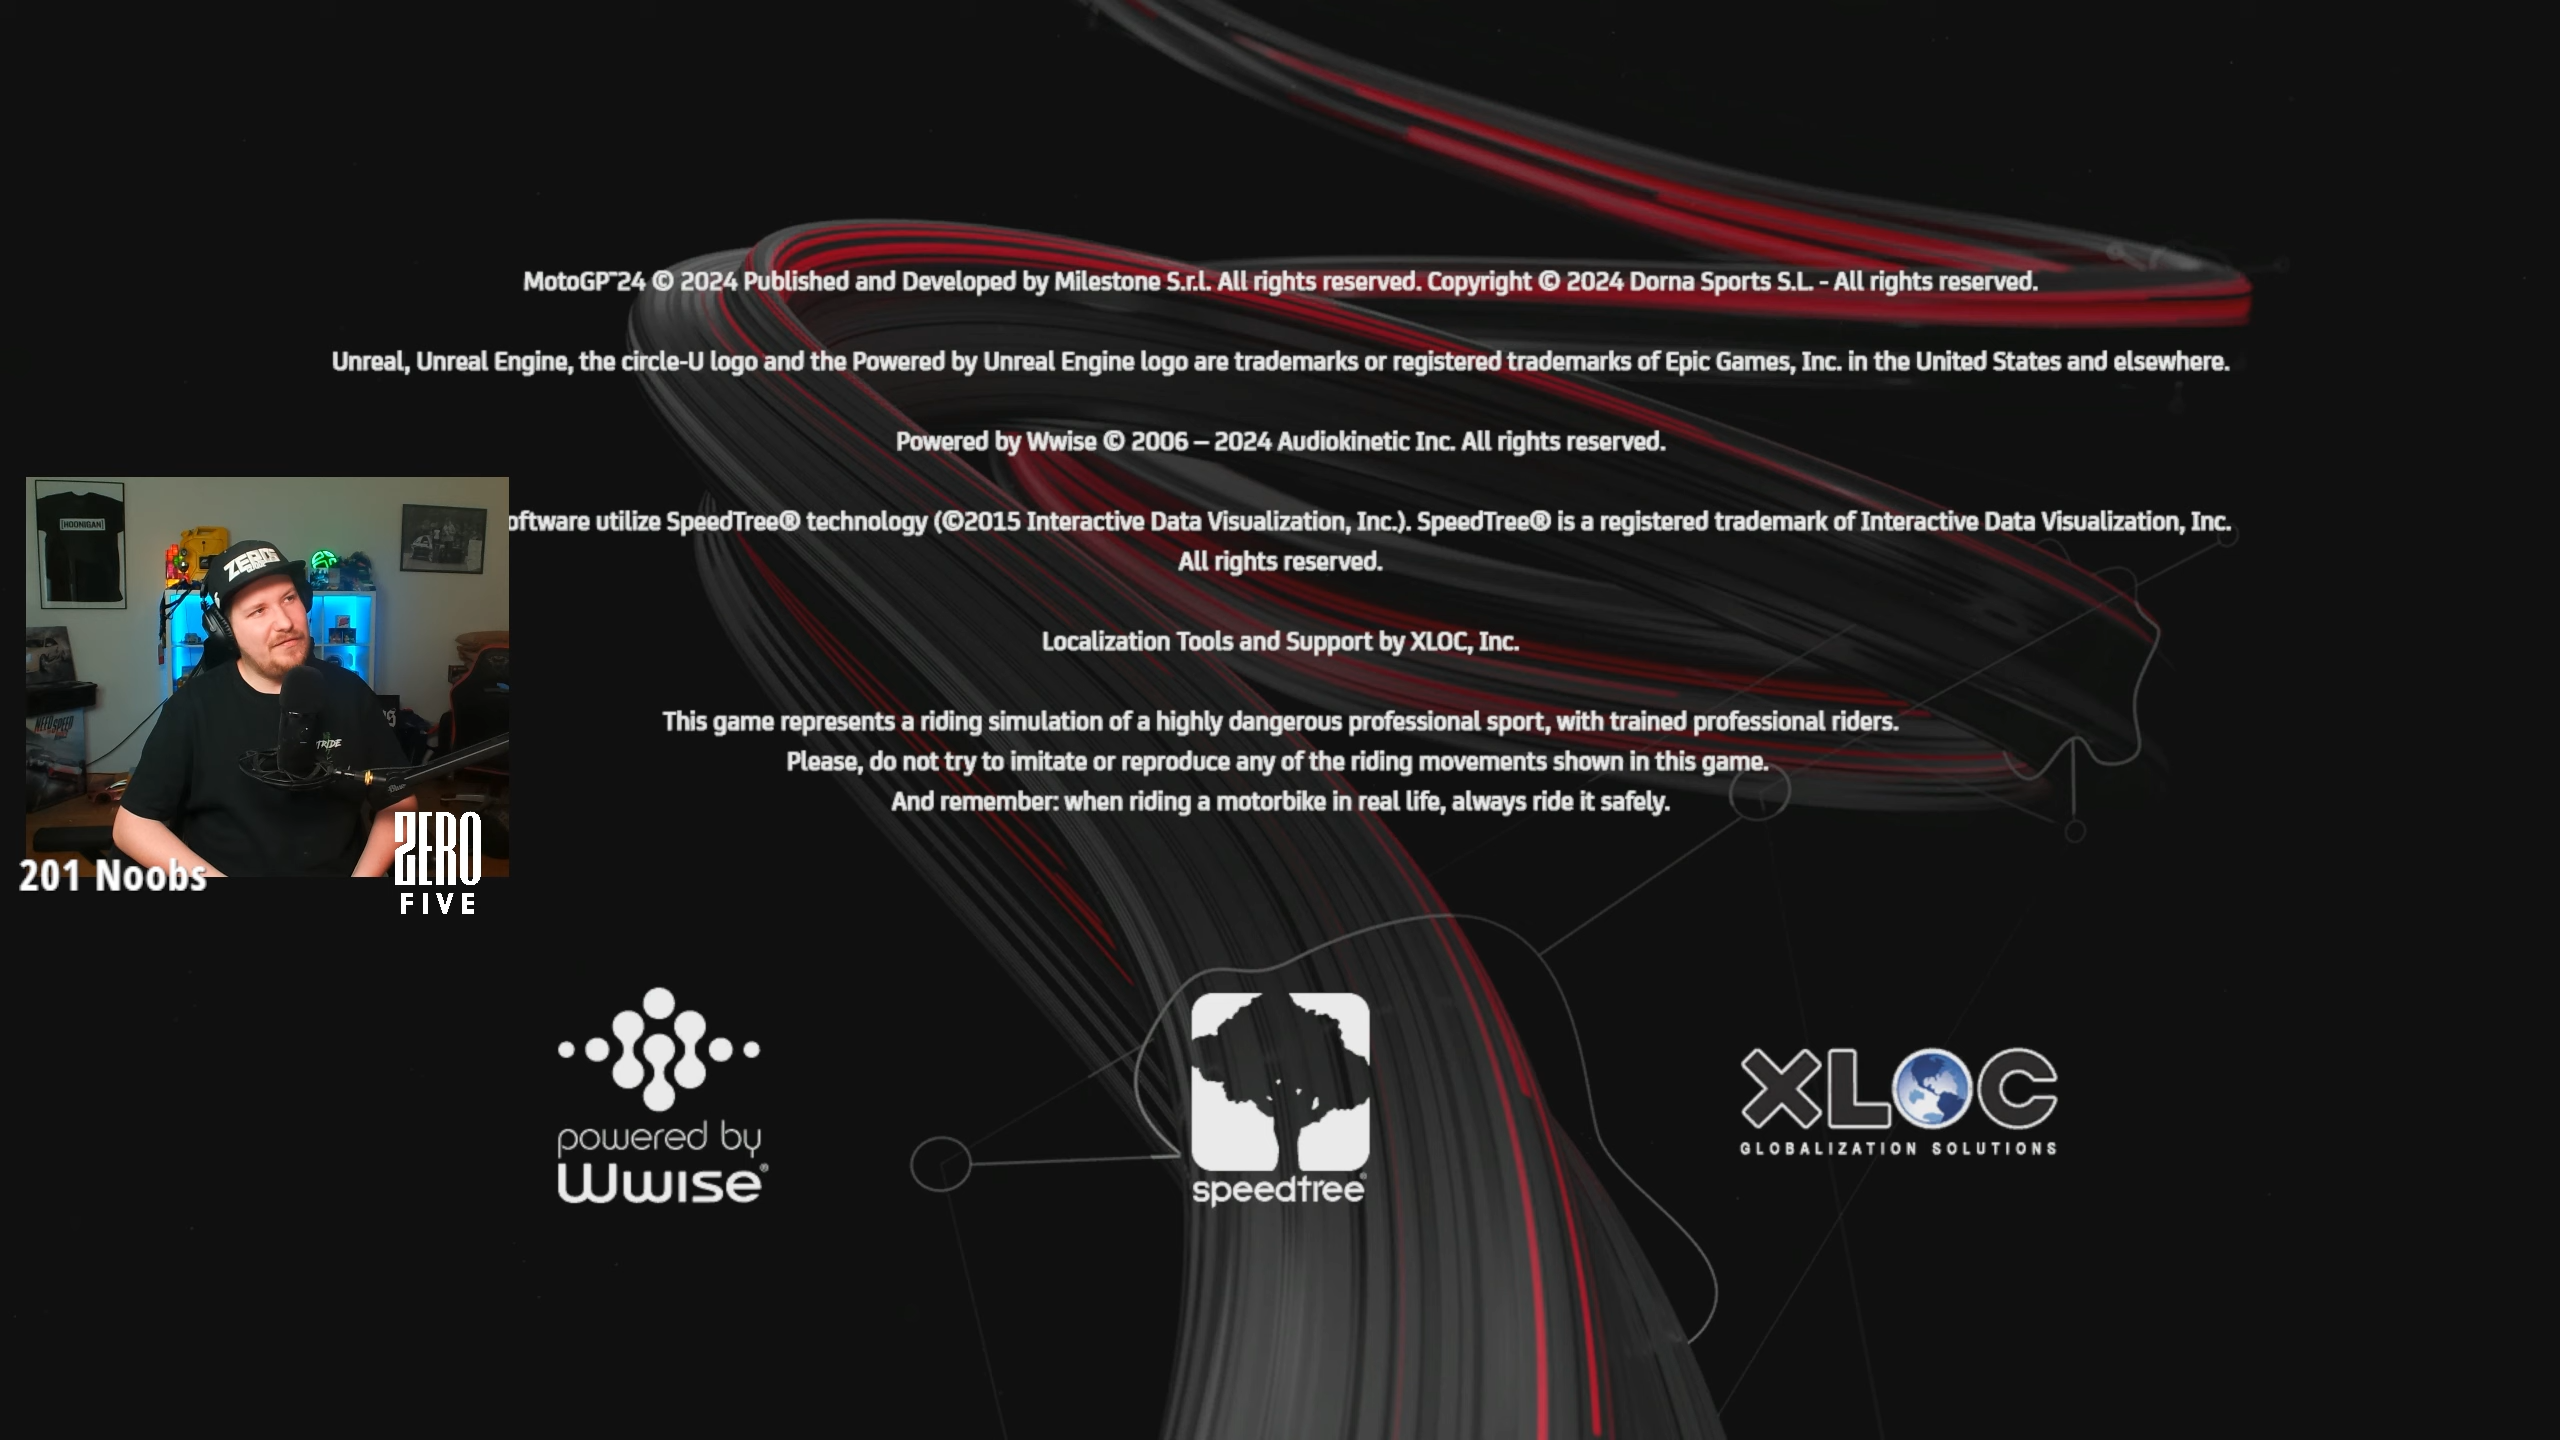 MotoGP™24 © 2024 Published and Developed by Milestone S.r.l. All rights reserved. Copyright © 2024 Dorna Sports S.L. - All rights reserved.
Unreal, Unreal Engine, the circle-U logo and the Powered by Unreal Engine logo are trademarks or registered trademarks of Epic Games, Inc. in the United States and elsewhere.
Powered by Wwise © 2006 – 2024 Audiokinetic Inc. All rights reserved.
oftware utilize SpeedTree® technology (©2015 Interactive Data Visualization, Inc.). SpeedTree® is a registered trademark of Interactive Data Visualization, Inc.
All rights reserved.
Localization Tools and Support by XLOC, Inc.
This game represents a riding simulation of a highly dangerous professional sport, with trained professional riders.
Please, do not try to imitate or reproduce any of the riding movements shown in this game.
And remember: when riding a motorbike in real life, always ride it safely.
[HOONIGAN]
ZERO
201 Noobs
ZERO
FIVE
powered by
Wwise®
speedtree®
XLOC
GLOBALIZATION SOLUTIONS